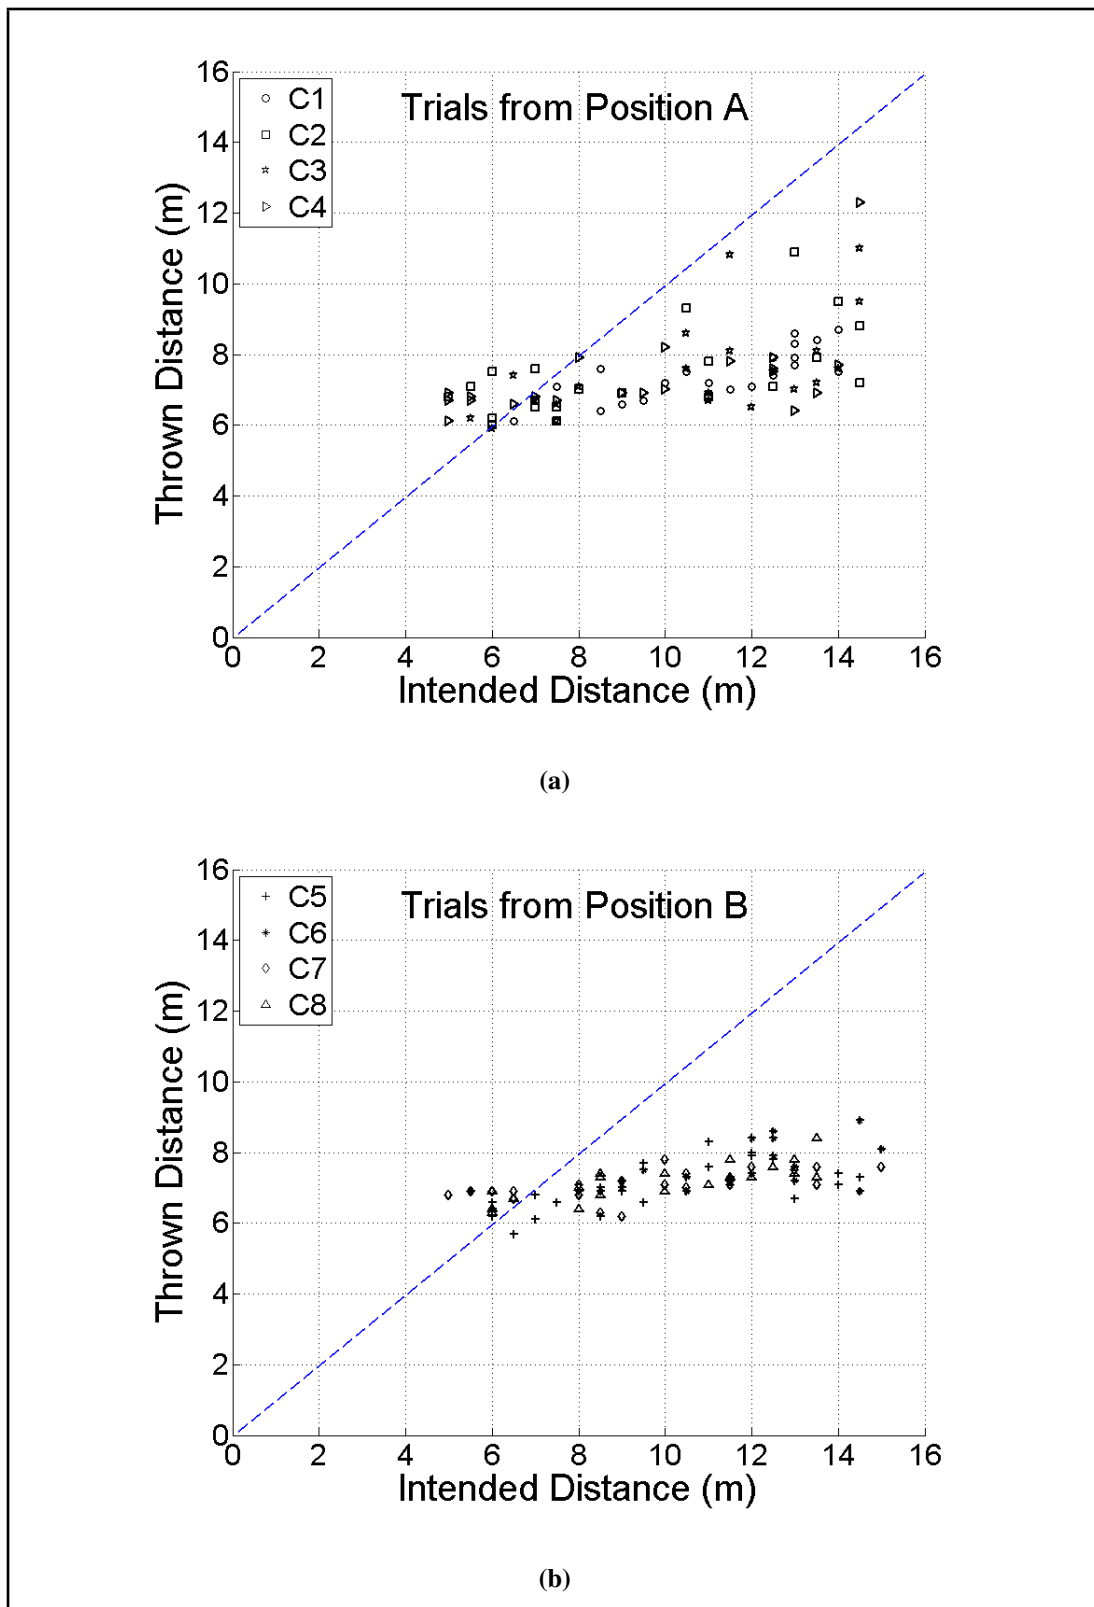 Trials from Position A
C1
C2
C3
C4
Thrown Distance (m)
16
14
12
10
8
6
4
2
0
0 2 4 6 8 10 12 14 16
Intended Distance (m)
(a)
Trials from Position B
C5
C6
C7
C8
Thrown Distance (m)
16
14
12
10
8
6
4
2
0
0 2 4 6 8 10 12 14 16
Intended Distance (m)
(b)